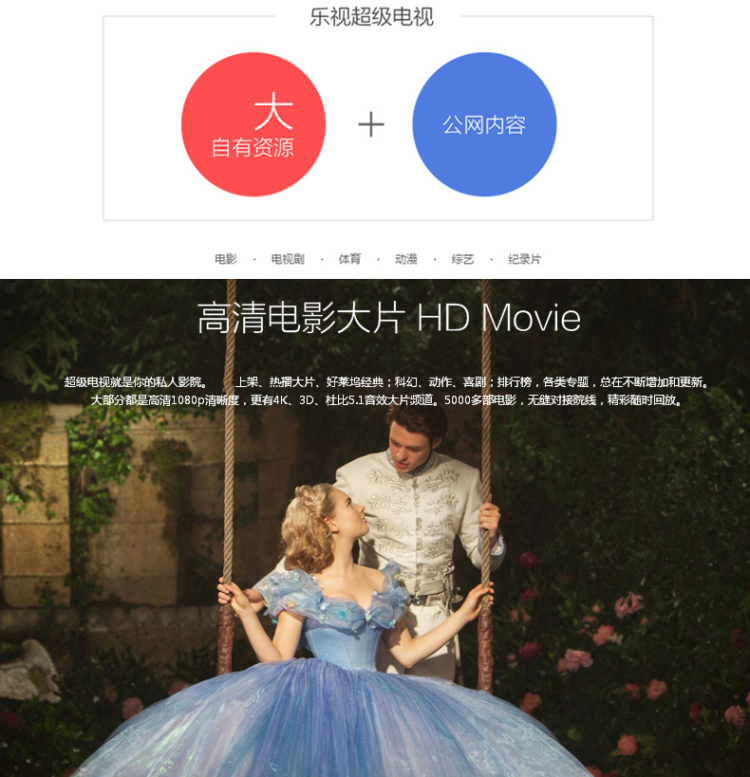 乐视超级电视
大
自有资源
+
公网内容
电影 · 电视剧 · 体育 · 动漫 · 综艺 · 纪录片
高清电影大片 HD Movie
超级电视就是你的私人影院。 上架、热播大片、好莱坞经典；科幻、动作、喜剧；排行榜，各类专题，总在不断增加和更新。
大部分都是高清1080p清晰度，更有4K、3D、杜比5.1音效大片频道。5000多部电影，无缝对接院线，精彩随时回放。